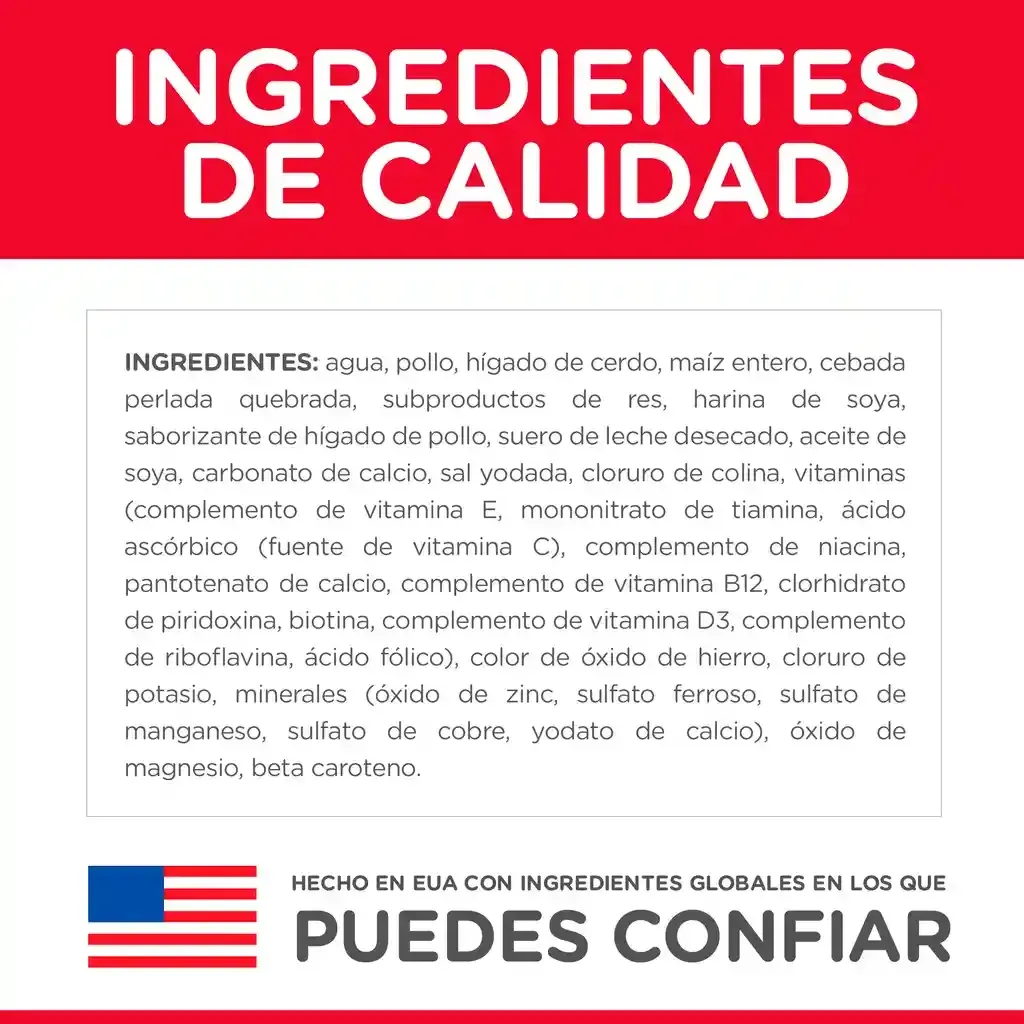 INGREDIENTES
DE CALIDAD
INGREDIENTES: agua, pollo, hígado de cerdo, maíz entero, cebada
perlada quebrada, subproductos de res, harina de soya,
saborizante de hígado de pollo, suero de leche desecado, aceite de
soya, carbonato de calcio, sal yodada, cloruro de colina, vitaminas
(complemento de vitamina E, mononitrato de tiamina, ácido
ascórbico (fuente de vitamina C), complemento de niacina,
pantotenato de calcio, complemento de vitamina B12, clorhidrato
de piridoxina, biotina, complemento de vitamina D3, complemento
de riboflavina, ácido fólico), color de óxido de hierro, cloruro de
potasio, minerales (óxido de zinc, sulfato ferroso, sulfato de
manganeso, sulfato de cobre, yodato de calcio), óxido de
magnesio, beta caroteno.
HECHO EN EUA CON INGREDIENTES GLOBALES EN LOS QUE
PUEDES CONFIAR